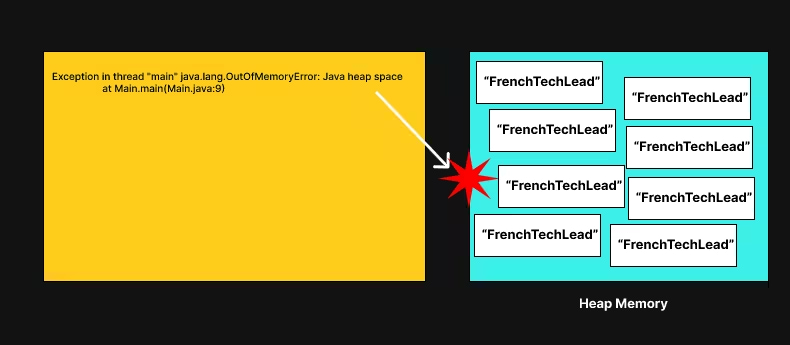 Exception in thread "main" java.lang.OutOfMemoryError: Java heap space
at Main.main(Main.java:9)
“FrenchTechLead”
“FrenchTechLead”
“FrenchTechLead”
“FrenchTechLead”
“FrenchTechLead”
“FrenchTechLead”
“FrenchTechLead”
“FrenchTechLead”
Heap Memory